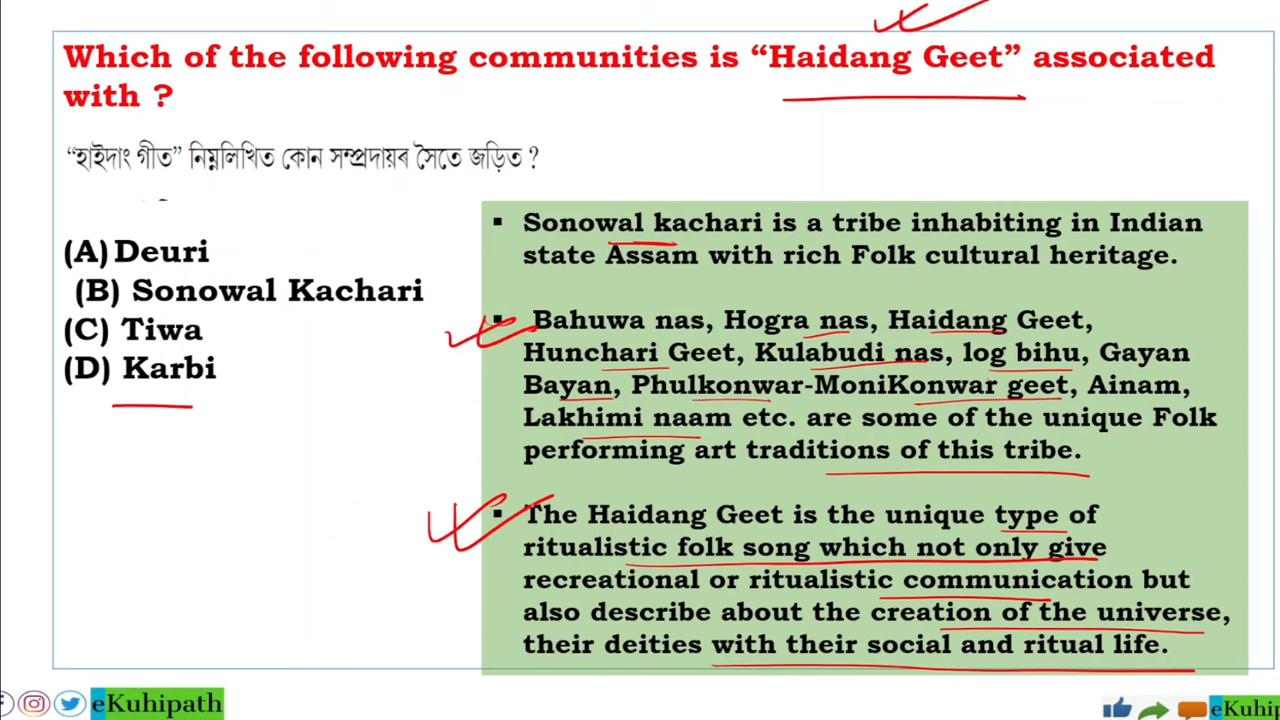 Which of the following communities is “Haidang Geet” associated
with ?
“হাইদাং গীত” নিম্নলিখিত কোন সম্প্ৰদায়ৰ সৈতে জড়িত ?
(A) Deuri
(B) Sonowal Kachari
(C) Tiwa
(D) Karbi
▪ Sonowal kachari is a tribe inhabiting in Indian
state Assam with rich Folk cultural heritage.
▪ Bahuwa nas, Hogra nas, Haidang Geet,
Hunchari Geet, Kulabudi nas, log bihu, Gayan
Bayan, Phulkonwar-MoniKonwar geet, Ainam,
Lakhimi naam etc. are some of the unique Folk
performing art traditions of this tribe.
▪ The Haidang Geet is the unique type of
ritualistic folk song which not only give
recreational or ritualistic communication but
also describe about the creation of the universe,
their deities with their social and ritual life.
eKuhipath
eKuhip